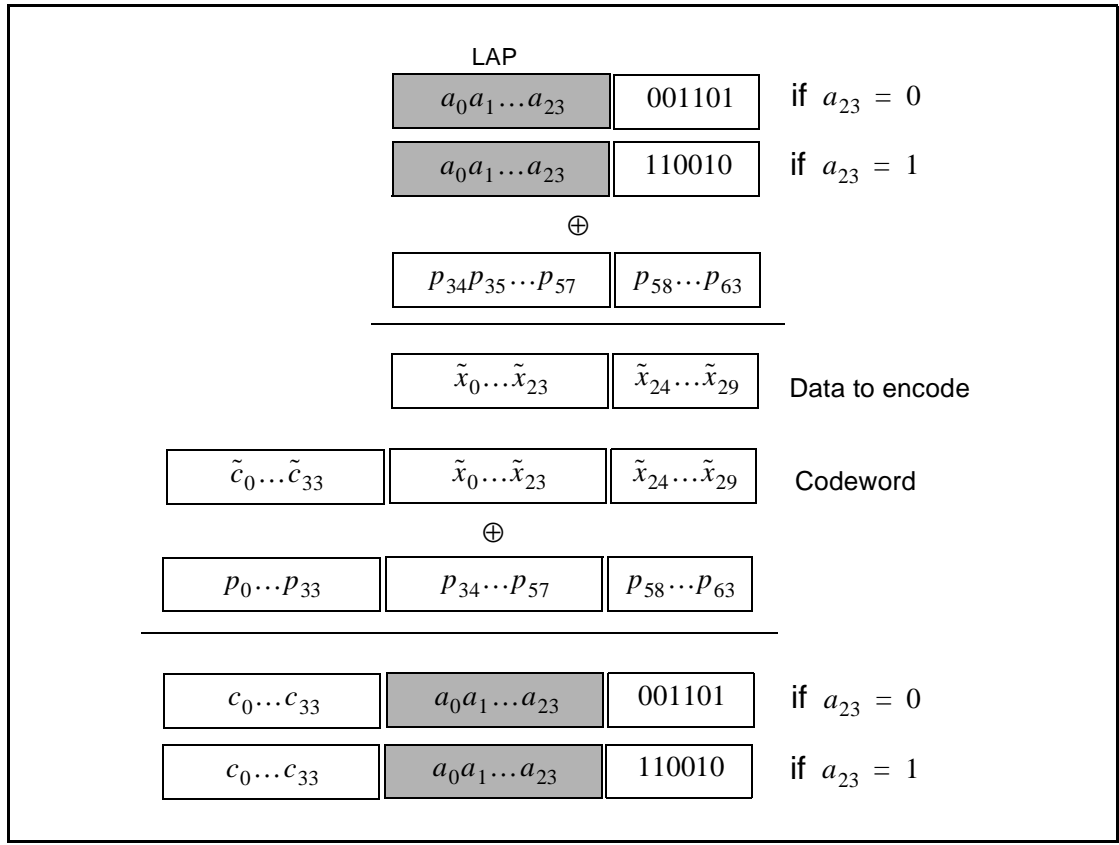 LAP
a₀a₁…a₂₃ 001101 if a₂₃ = 0
a₀a₁…a₂₃ 110010 if a₂₃ = 1
⊕
p₃₄p₃₅…p₅₇ p₅₈…p₆₃
x̃₀…x̃₂₃ x̃₂₄…x̃₂₉ Data to encode
c̃₀…c̃₃₃ x̃₀…x̃₂₃ x̃₂₄…x̃₂₉ Codeword
⊕
p₀…p₃₃ p₃₄…p₅₇ p₅₈…p₆₃
c₀…c₃₃ a₀a₁…a₂₃ 001101 if a₂₃ = 0
c₀…c₃₃ a₀a₁…a₂₃ 110010 if a₂₃ = 1